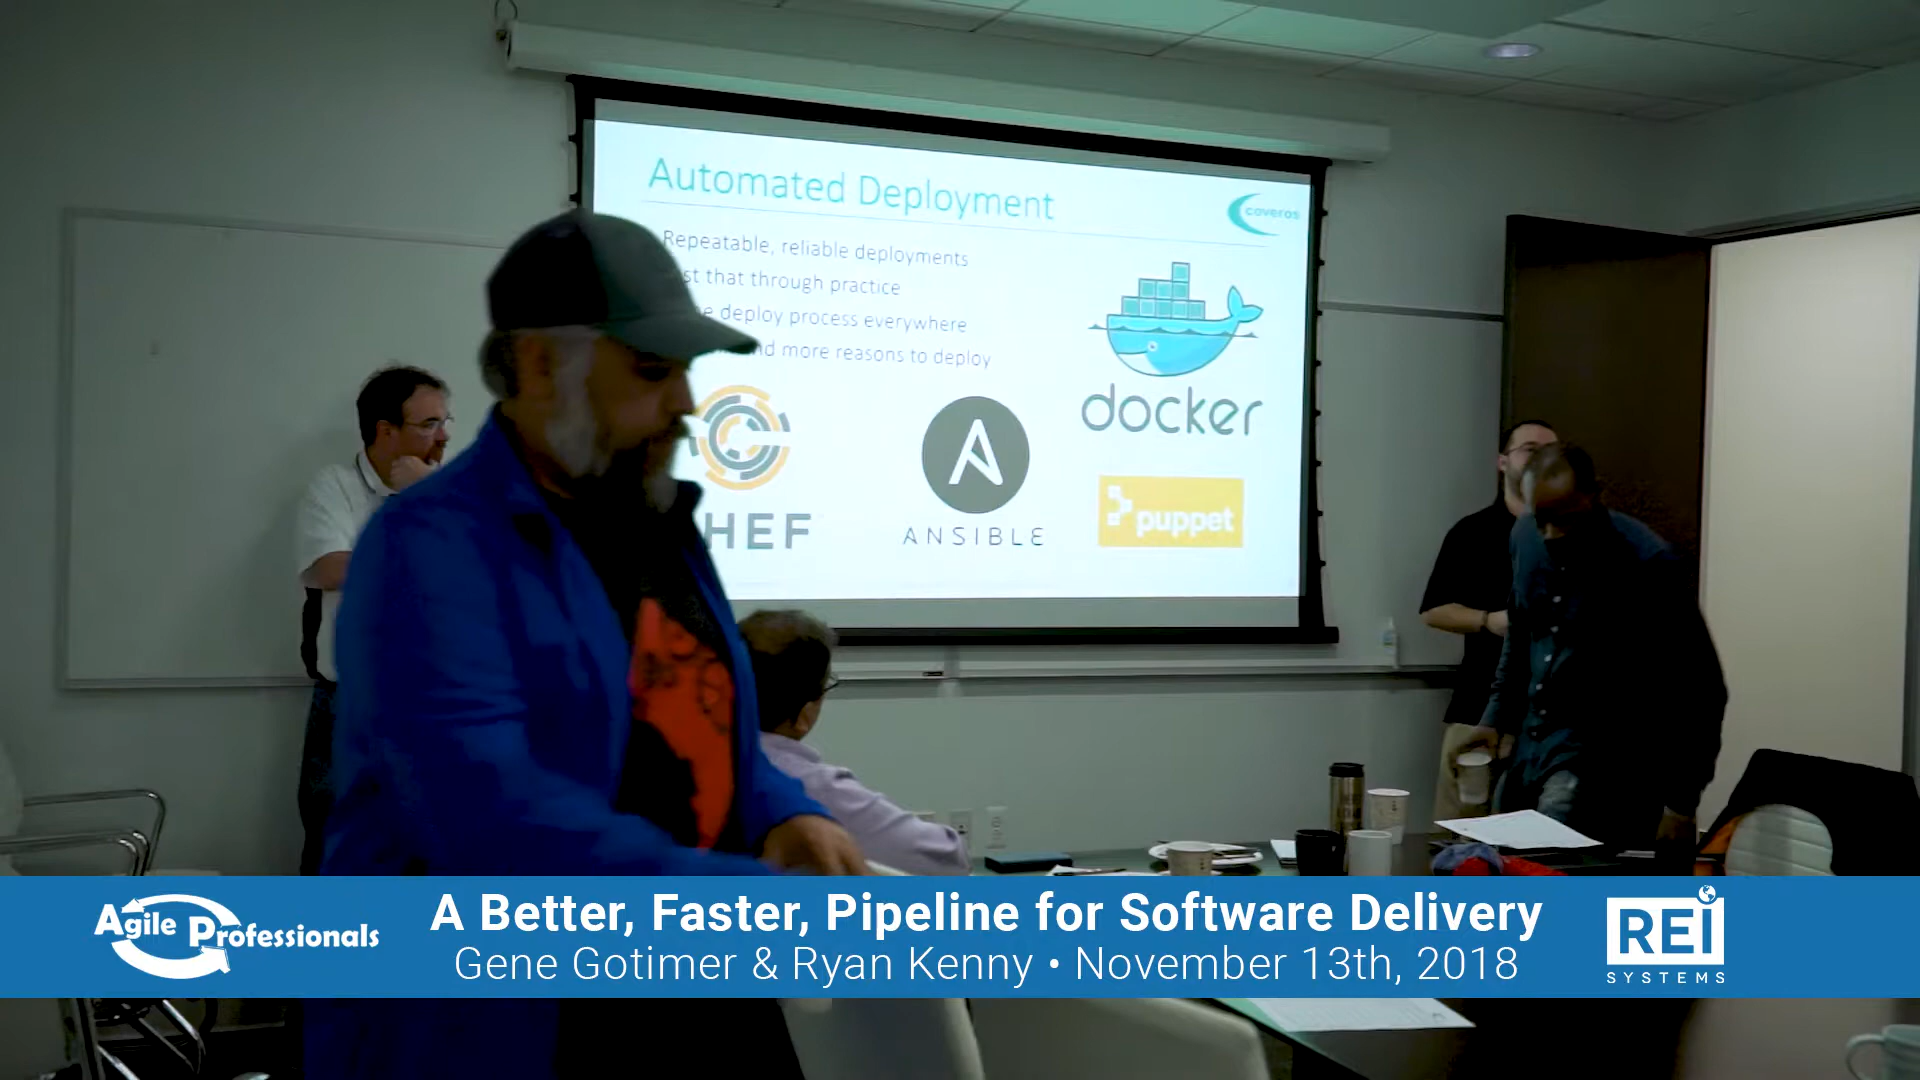 Automated Deployment
coveros
Repeatable, reliable deployments
that through practice
deploy process everywhere
more reasons to deploy
docker
HEF
ANSIBLE
puppet
Agile Professionals
A Better, Faster, Pipeline for Software Delivery
Gene Gotimer & Ryan Kenny • November 13th, 2018
REI
SYSTEMS